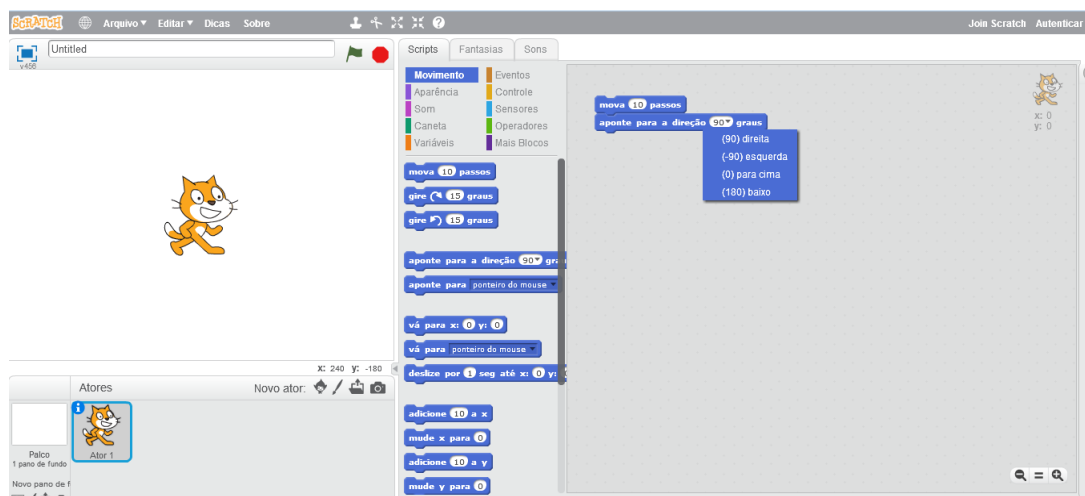 SCRATCH Arquivo Editar Dicas Sobre Join Scratch Autenticar
Untitled
v456
X: 240 y: -180
Atores Novo ator:
Palco
1 pano de fundo
Ator 1
Novo pano de f
Scripts Fantasias Sons
Movimento Eventos
Aparência Controle
Som Sensores
Caneta Operadores
Variáveis Mais Blocos
mova 10 passos
gire 15 graus
gire 15 graus
aponte para a direção 90 gra
aponte para ponteiro do mouse
vá para x: 0 y: 0
vá para ponteiro do mouse
deslize por 1 seg até x: 0 y:
adicione 10 a x
mude x para 0
adicione 10 a y
mude y para 0
mova 10 passos
aponte para a direção 90 graus
(90) direita
(-90) esquerda
(0) para cima
(180) baixo
x: 0
y: 0